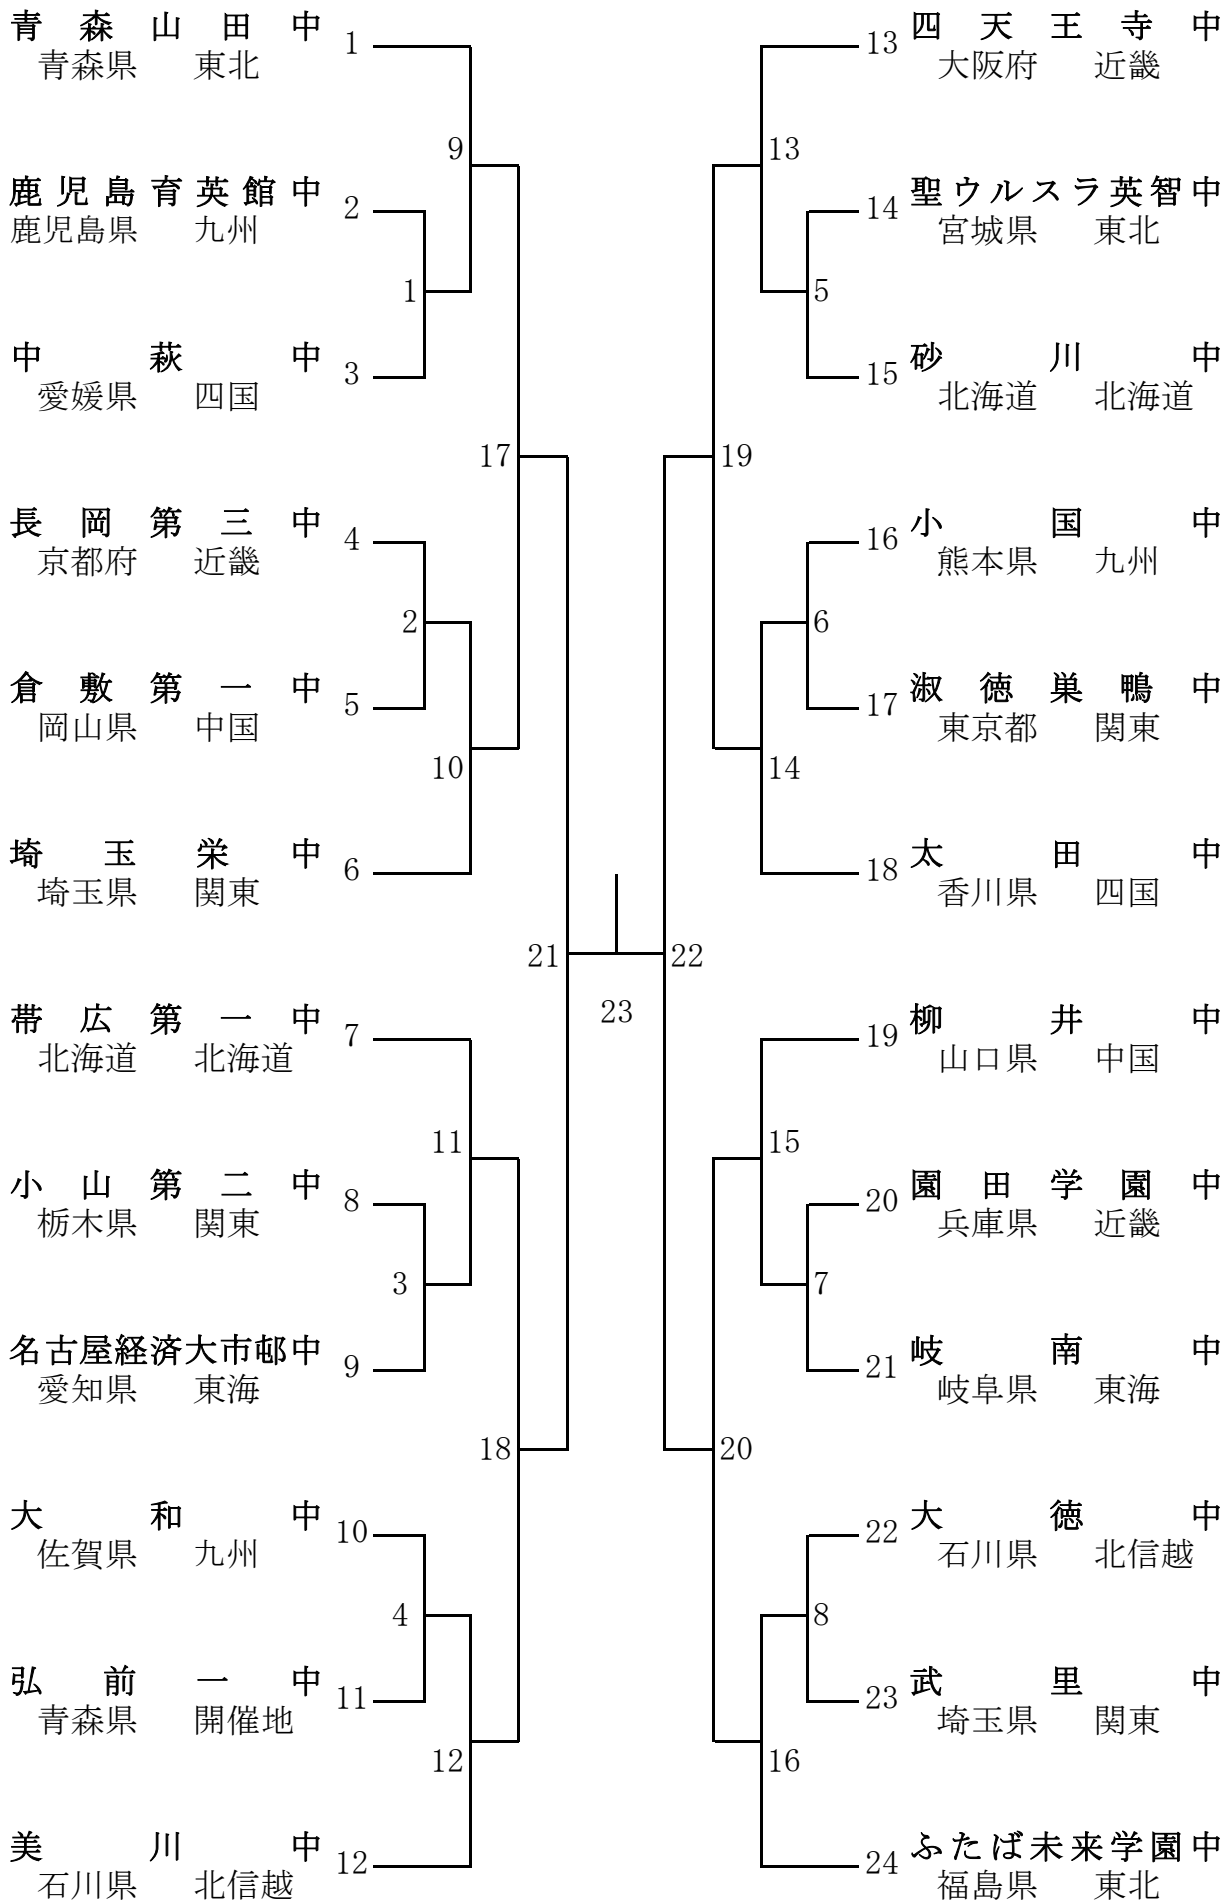 青森山田中 1
青森県 東北
9
鹿児島育英館中 2
鹿児島県 九州
1
中萩中 3
愛媛県 四国
17
長岡第三中 4
京都府 近畿
2
倉敷第一中 5
岡山県 中国
10
埼玉栄中 6
埼玉県 関東
21
帯広第一中 7
北海道 北海道
11
小山第二中 8
栃木県 関東
3
名古屋経済大市邨中 9
愛知県 東海
18
大和中 10
佐賀県 九州
4
弘前一中 11
青森県 開催地
12
美川中 12
石川県 北信越
23
13 四天王寺中
大阪府 近畿
13
14 聖ウルスラ英智中
宮城県 東北
5
15 砂川中
北海道 北海道
19
16 小国中
熊本県 九州
6
17 淑徳巣鴨中
東京都 関東
14
18 太田中
香川県 四国
22
19 柳井中
山口県 中国
15
20 園田学園中
兵庫県 近畿
7
21 岐南中
岐阜県 東海
20
22 大徳中
石川県 北信越
8
23 武里中
埼玉県 関東
16
24 ふたば未来学園中
福島県 東北